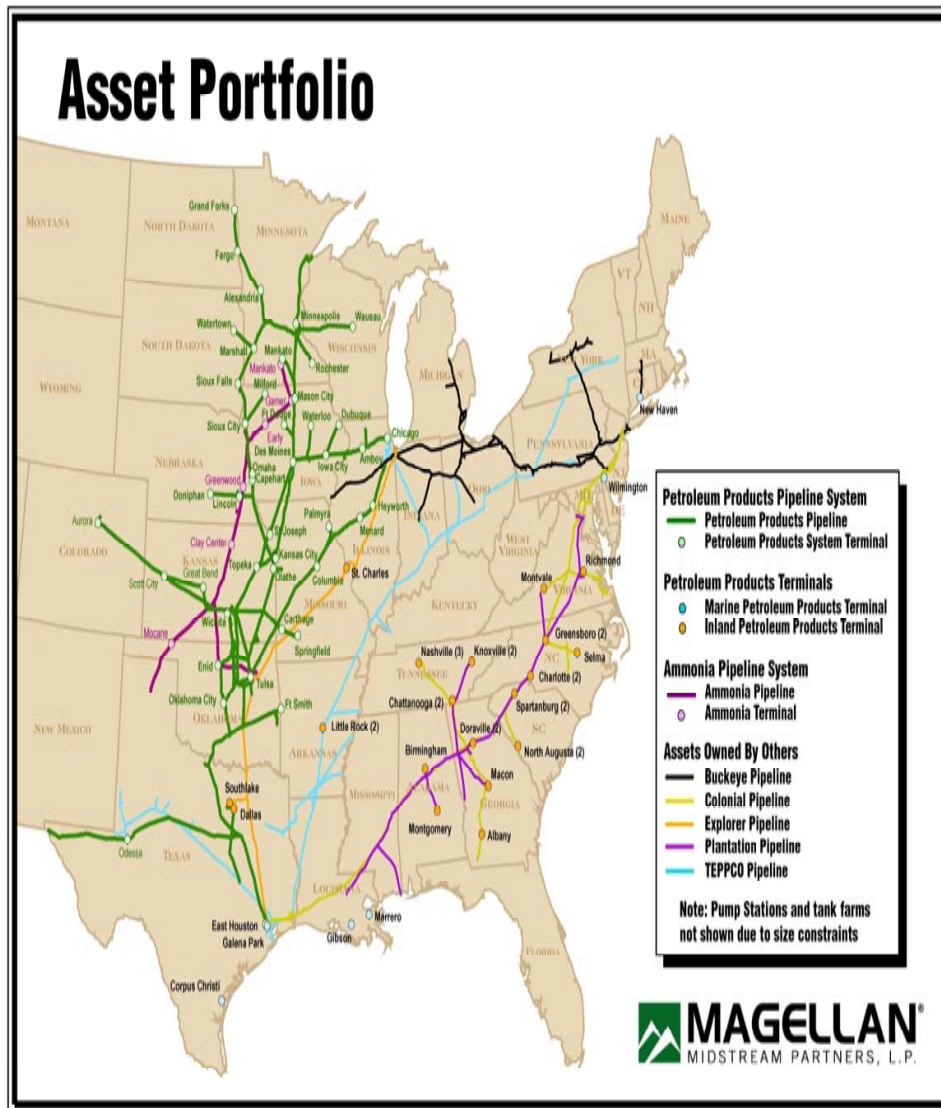 Asset Portfolio
MONTANA
NORTH DAKOTA
MINNESOTA
MAINE
VT
NH
Grand Forks
Fargo
Alexandria
Minneapolis
Wausau
Watertown
Mankato
SOUTH DAKOTA
WISCONSIN
Marshall
Mankato
Rochester
MICHIGAN
YORK
MA
CT
WYOMING
Sioux Falls
Milford
Garner
Mason City
New Haven
Sioux City
Ft Dodge
Waterloo
Dubuque
Early
Chicago
Des Moines
Iowa City
Amboy
PENNSYLVANIA
NEBRASKA
Omaha
Capehart
IOWA
OHIO
NJ
Wilmington
Greenwood
Doniphan
Lincoln
Palmyra
Heyworth
INDIANA
MD
DE
Aurora
St. Joseph
Menard
WEST
VIRGINIA
COLORADO
Clay Center
Kansas City
ILLINOIS
Richmond
KANSAS
Topeka
Olathe
Columbia
St. Charles
Montvale
Scott City
Great Bend
MISSOURI
KENTUCKY
VIRGINIA
Wichita
Carthage
Springfield
Greensboro (2)
Mocane
Nashville (3)
Knoxville (2)
NC
Selma
Enid
TENNESSEE
Charlotte (2)
Tulsa
Oklahoma City
Ft Smith
Chattanooga (2)
Spartanburg (2)
NEW MEXICO
OKLAHOMA
Little Rock (2)
SC
ARKANSAS
Doraville (2)
North Augusta (2)
Birmingham
Macon
Southlake
MISSISSIPPI
ALABAMA
GEORGIA
Dallas
Montgomery
Albany
Odessa
TEXAS
LOUISIANA
East Houston
Galena Park
Marrero
Gibson
FLORIDA
Corpus Christi
Petroleum Products Pipeline System
Petroleum Products Pipeline
Petroleum Products System Terminal
Petroleum Products Terminals
Marine Petroleum Products Terminal
Inland Petroleum Products Terminal
Ammonia Pipeline System
Ammonia Pipeline
Ammonia Terminal
Assets Owned By Others
Buckeye Pipeline
Colonial Pipeline
Explorer Pipeline
Plantation Pipeline
TEPPCO Pipeline
Note: Pump Stations and tank farms
not shown due to size constraints
MAGELLAN®
MIDSTREAM PARTNERS, L.P.